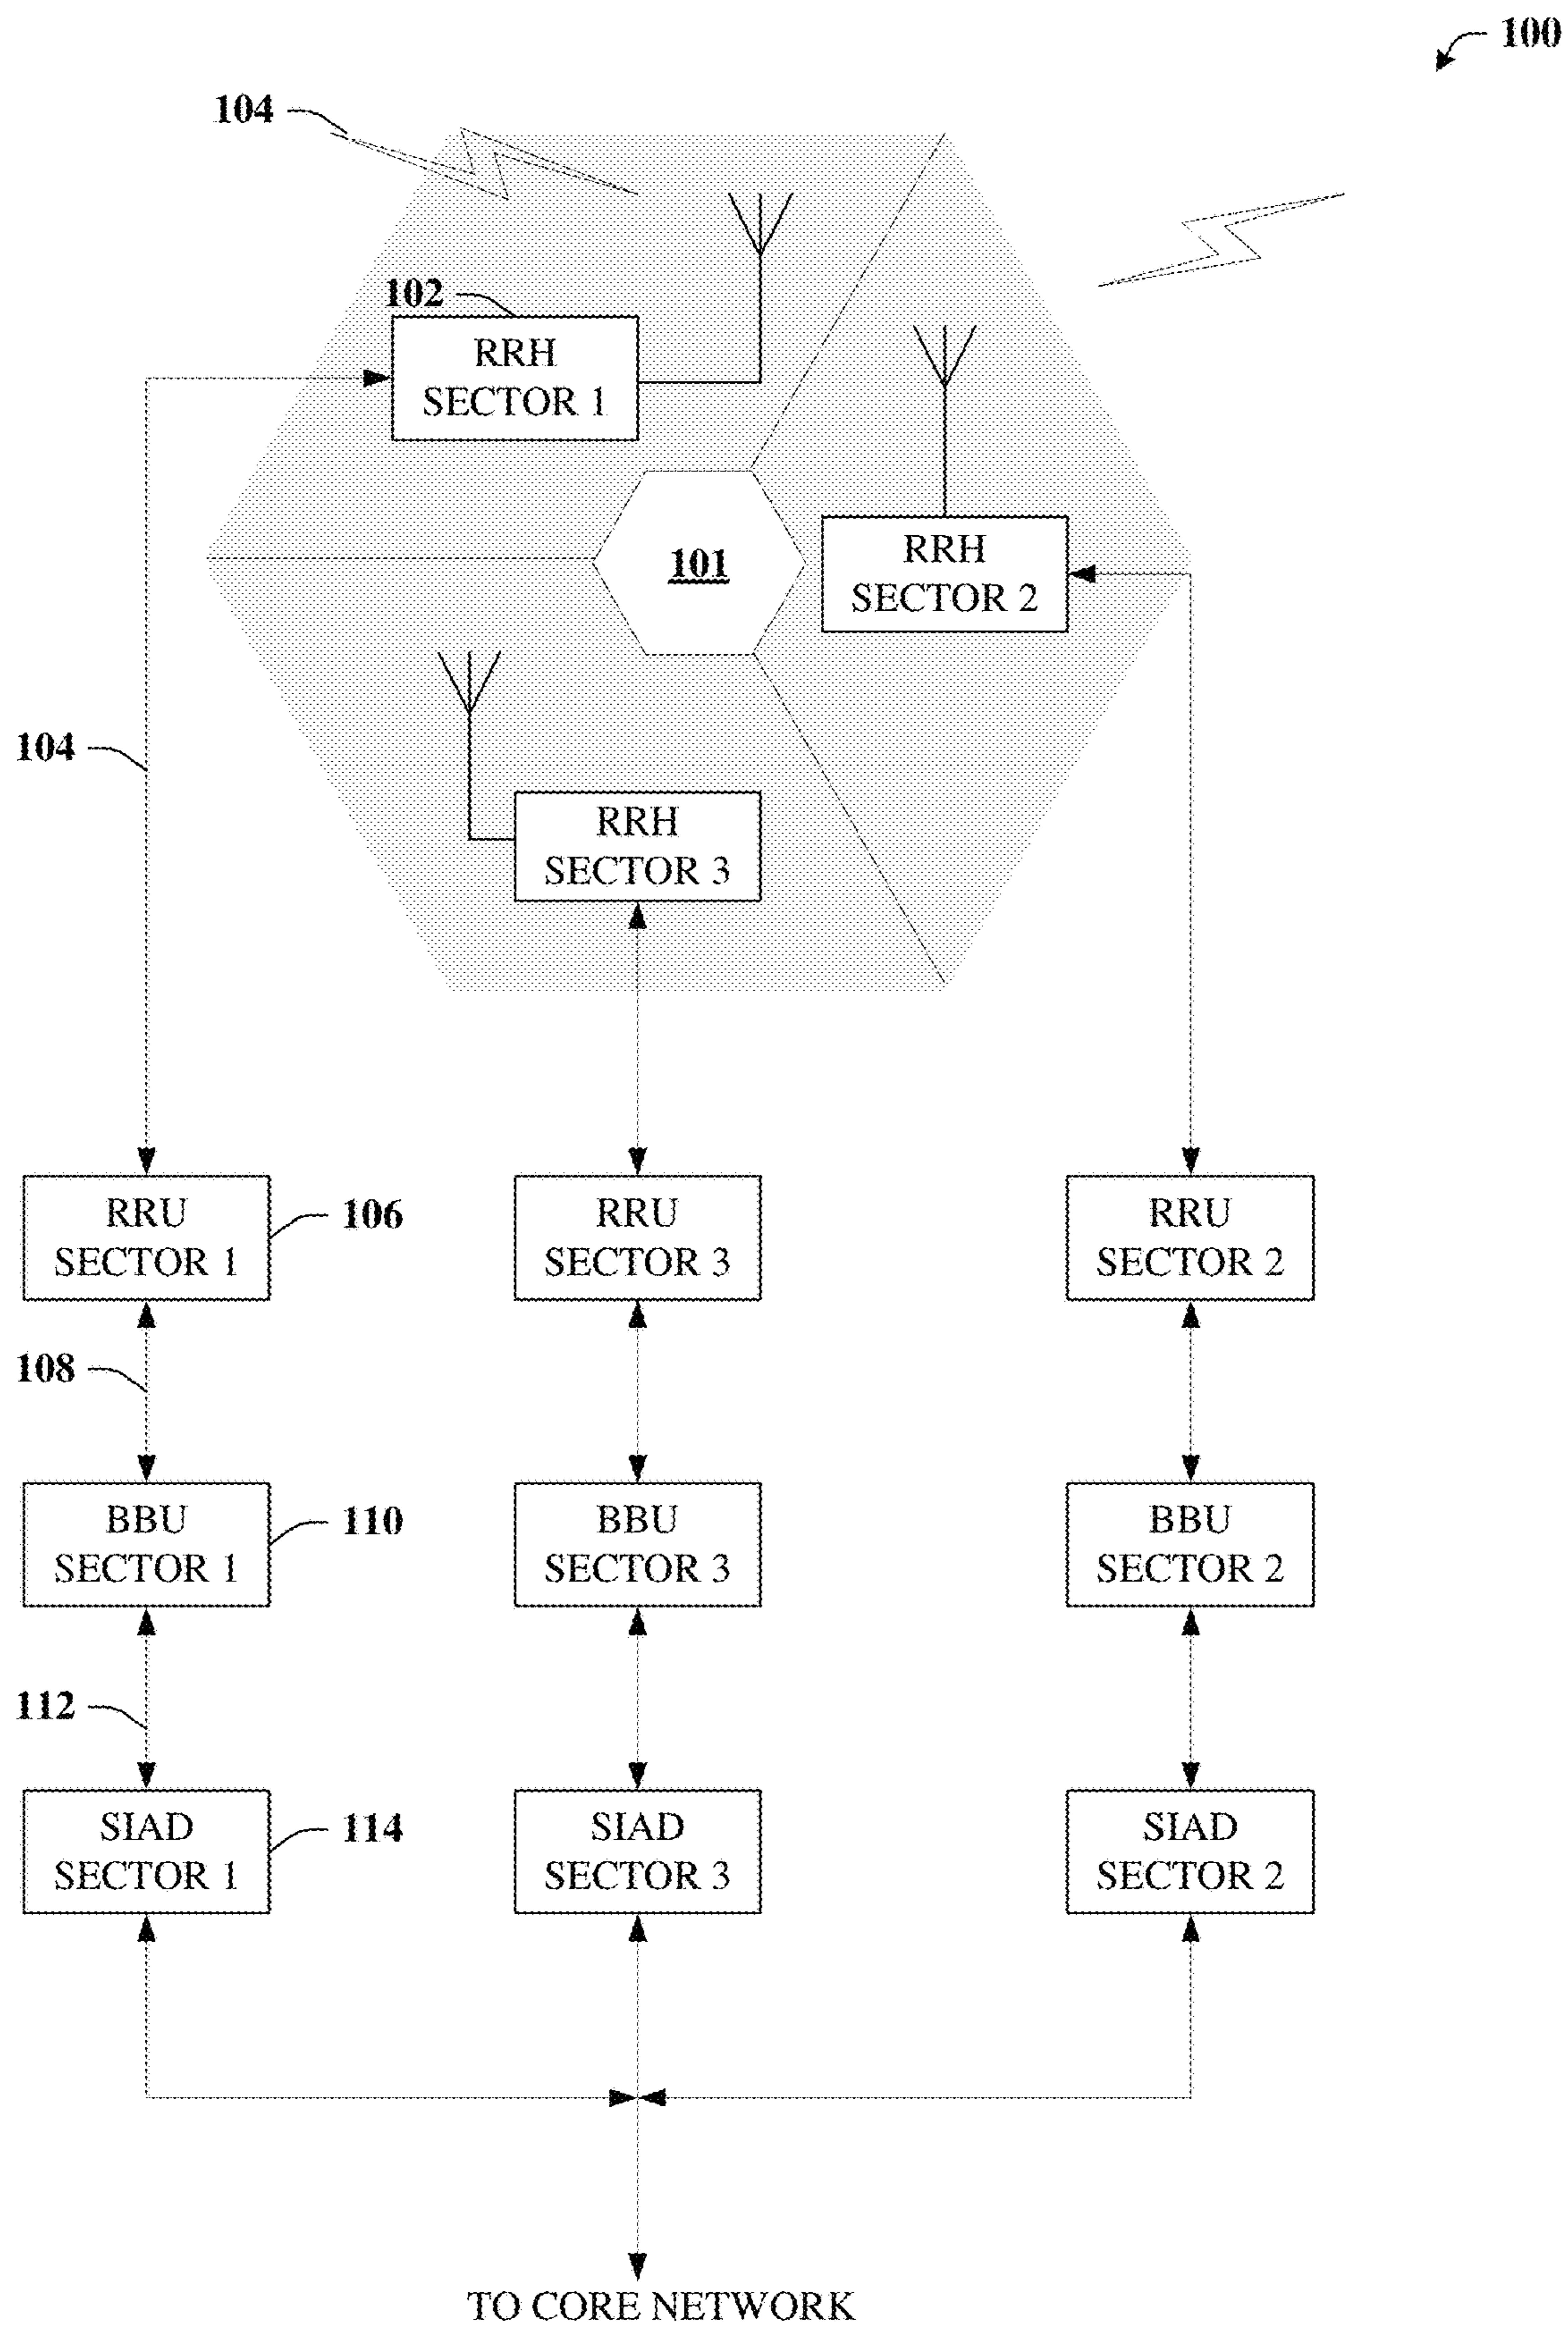 100
104
102
RRH
SECTOR 1
101
RRH
SECTOR 2
104
RRH
SECTOR 3
RRU
SECTOR 1
106
RRU
SECTOR 3
RRU
SECTOR 2
108
BBU
SECTOR 1
110
BBU
SECTOR 3
BBU
SECTOR 2
112
SIAD
SECTOR 1
114
SIAD
SECTOR 3
SIAD
SECTOR 2
TO CORE NETWORK